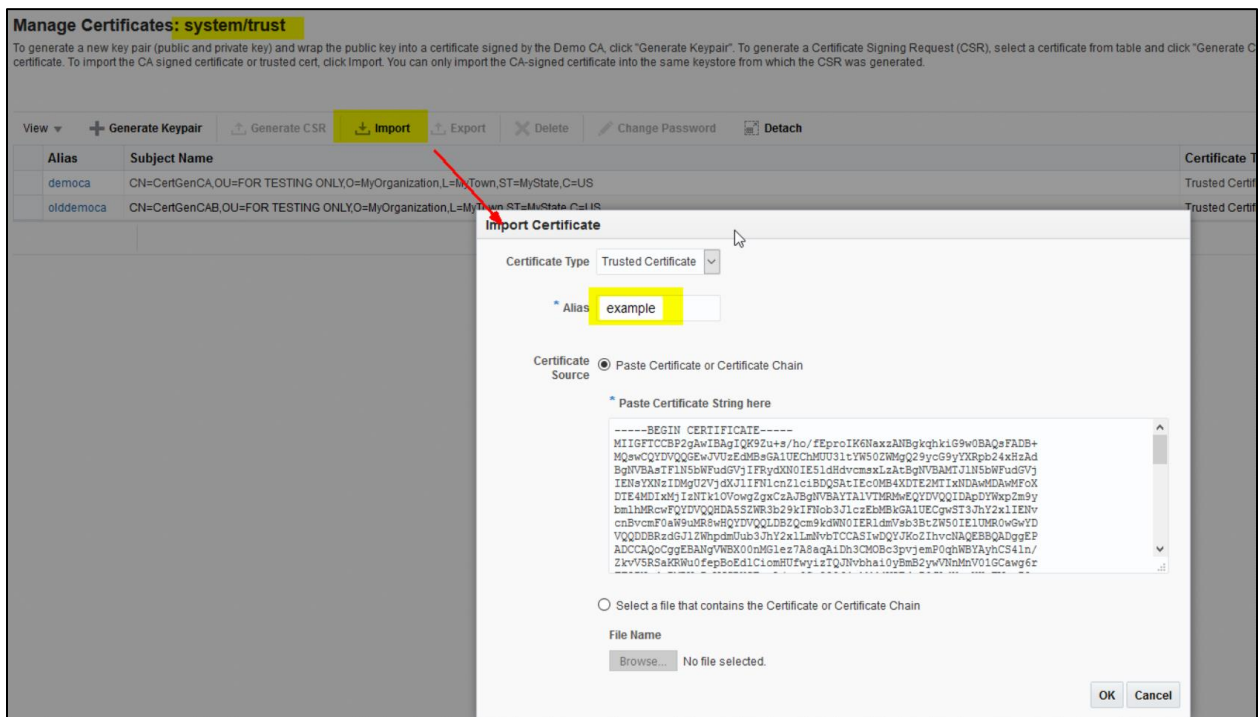 Manage Certificates: system/trust
To generate a new key pair (public and private key) and wrap the public key into a certificate signed by the Demo CA, click "Generate Keypair". To generate a Certificate Signing Request (CSR), select a certificate from table and click "Generate C
certificate. To import the CA signed certificate or trusted cert, click Import. You can only import the CA-signed certificate into the same keystore from which the CSR was generated.
View Generate Keypair Generate CSR Import Export Delete Change Password Detach
Alias Subject Name Certificate T
democa CN=CertGenCA,OU=FOR TESTING ONLY,O=MyOrganization,L=MyTown,ST=MyState,C=US Trusted Certif
olddemoca CN=CertGenCAB,OU=FOR TESTING ONLY,O=MyOrganization,L=MyTown,ST=MyState,C=US Trusted Certif
Import Certificate
Certificate Type Trusted Certificate
* Alias example
Certificate Source
Paste Certificate or Certificate Chain
* Paste Certificate String here
-----BEGIN CERTIFICATE-----
MIIGFTCCBP2gAwIBAgIQK9Zu+s/ho/fEproIK6NaxzANBgkqhkiG9w0BAQsFADB+
MQswCQYDVQQGEwJVUzEdMBsGA1UEChMUU3ltYW50ZWMgQ29ycG9yYXRpb24xHzAd
BgNVBAsTFlN5bWFudGVjIFRydXN0IE5ldHdvcmsxLzAtBgNVBAMTJlN5bWFudGVj
IENsYXNzIDMgU2VjdXJlIFNlcnZlciBDQSAtIEc0MB4XDTE2MTIxNDAwMDAwMFoX
DTE4MDIxMjIzNTk1OVowgZgxCzAJBgNVBAYTAlVTMRMwEQYDVQQIDApDYWxpZm9y
bmlhMRcwFQYDVQQHDA5SZWR3b29kIFNob3JlczEbMBkGA1UECgwST3JhY2xlIENv
cnBvcmF0aW9uMR8wHQYDVQQLDBZQcm9kdWN0IERldmVsb3BtZW50IElUMR0wGwYD
VQQDDBRzdGJlZWhpdmUub3JhY2xlLmNvbTCCASIwDQYJKoZIhvcNAQEBBQADggEP
ADCCAQoCggEBANgVWBX00nMGlez7A8aqAiDh3CMOBc3pvjemP0qhWBYAyhCS4ln/
ZkvV5RSaKRWu0fepBoEdlCiomHUfwyizTQJNvbhai0yBmB2ywVNnMnV01GCawg6r
Select a file that contains the Certificate or Certificate Chain
File Name
Browse... No file selected.
OK Cancel